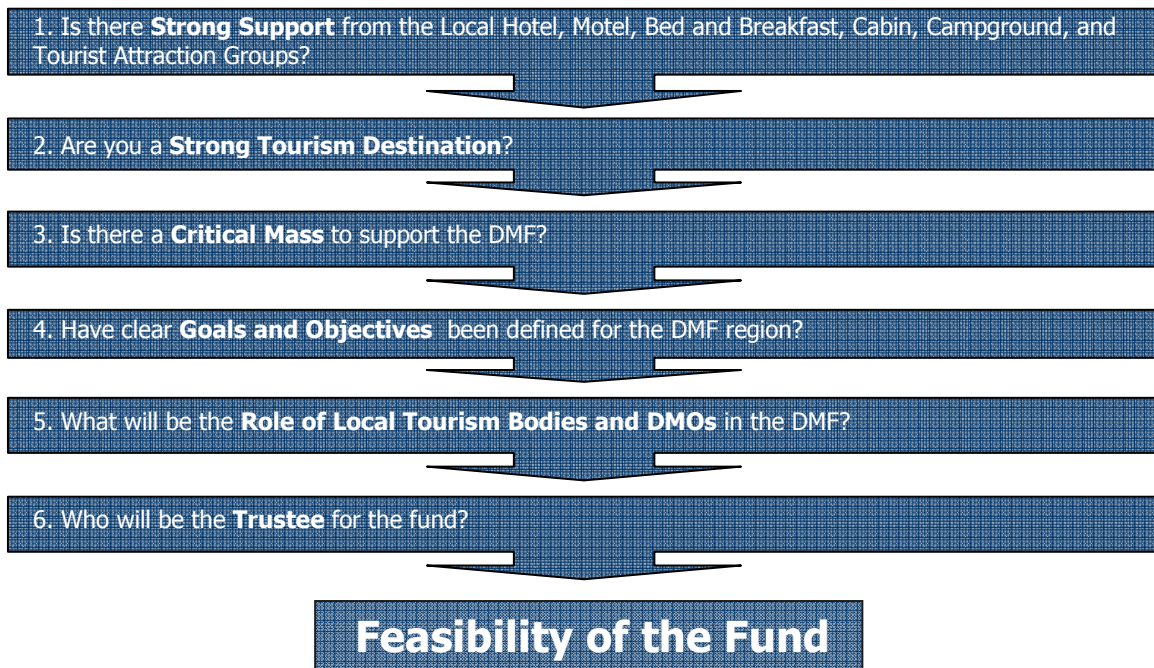 1. Is there Strong Support from the Local Hotel, Motel, Bed and Breakfast, Cabin, Campground, and
Tourist Attraction Groups?
2. Are you a Strong Tourism Destination?
3. Is there a Critical Mass to support the DMF?
4. Have clear Goals and Objectives been defined for the DMF region?
5. What will be the Role of Local Tourism Bodies and DMOs in the DMF?
6. Who will be the Trustee for the fund?
Feasibility of the Fund